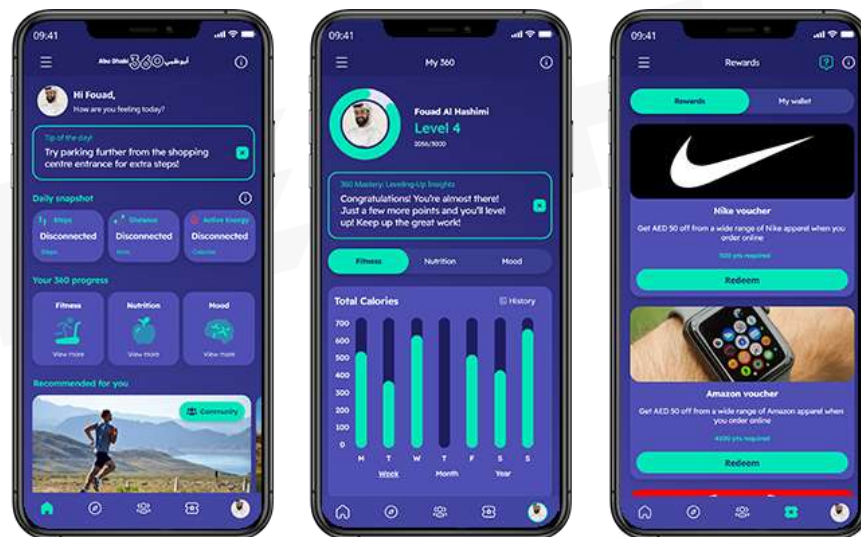 09:41
Abu Dhabi 360 أبوظبي
Hi Fouad,
How are you feeling today?
Tip of the day!
Try parking further from the shopping
centre entrance for extra steps!
Daily snapshot
Steps
Distance
Active Energy
Disconnected
Disconnected
Disconnected
Steps
Calories
Your 360 progress
Fitness
Nutrition
Mood
View more
View more
View more
Recommended for you
Community
09:41
My 360
Fouad Al Hashimi
Level 4
360 Mastery: Leveling-Up Insights
Congratulations! You're almost there!
Just a few more points and you'll level
up! Keep up the great work!
Fitness
Nutrition
Mood
Total Calories
History
700
600
500
400
300
200
100
0
M T W T F S S
Week
Month
Year
09:41
Rewards
?
Rewards
My wallet
Nike voucher
Get AED 50 off from a wide range of Nike apparel when you
order online
pts required
Redeem
Amazon voucher
Get AED 50 off from a wide range of Amazon apparel when
you order online
pts required
Redeem